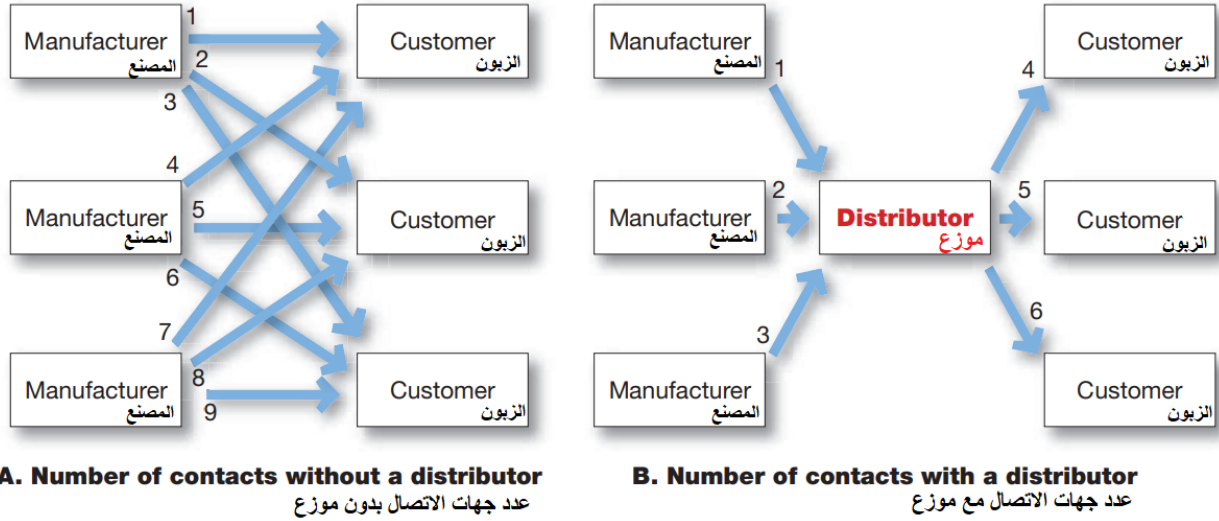 1
Manufacturer
المصنع
2
3
Customer
الزبون
4
Manufacturer
المصنع
5
6
Customer
الزبون
7
Manufacturer
المصنع
8
9
Customer
الزبون
A. Number of contacts without a distributor
عدد جهات الاتصال بدون موزع
Manufacturer
المصنع
1
Manufacturer
المصنع
2
Manufacturer
المصنع
3
Distributor
موزع
4
Customer
الزبون
5
Customer
الزبون
6
Customer
الزبون
B. Number of contacts with a distributor
عدد جهات الاتصال مع موزع